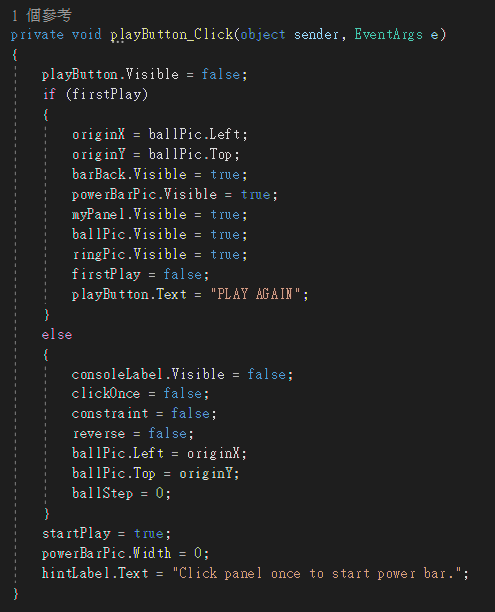 1 個參考
private void playButton_Click(object sender, EventArgs e)
{
    playButton.Visible = false;
    if (firstPlay)
    {
        originX = ballPic.Left;
        originY = ballPic.Top;
        barBack.Visible = true;
        powerBarPic.Visible = true;
        myPanel.Visible = true;
        ballPic.Visible = true;
        ringPic.Visible = true;
        firstPlay = false;
        playButton.Text = "PLAY AGAIN";
    }
    else
    {
        consoleLabel.Visible = false;
        clickOnce = false;
        constraint = false;
        reverse = false;
        ballPic.Left = originX;
        ballPic.Top = originY;
        ballStep = 0;
    }
    startPlay = true;
    powerBarPic.Width = 0;
    hintLabel.Text = "Click panel once to start power bar.";
}